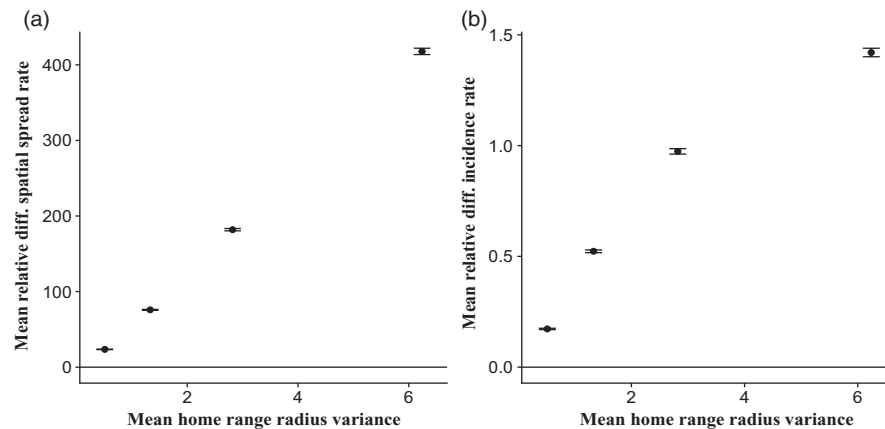 (a)
Mean relative diff. spatial spread rate
400
300
200
100
0
2
4
6
Mean home range radius variance
(b)
Mean relative diff. incidence rate
1.5
1.0
0.5
0.0
2
4
6
Mean home range radius variance